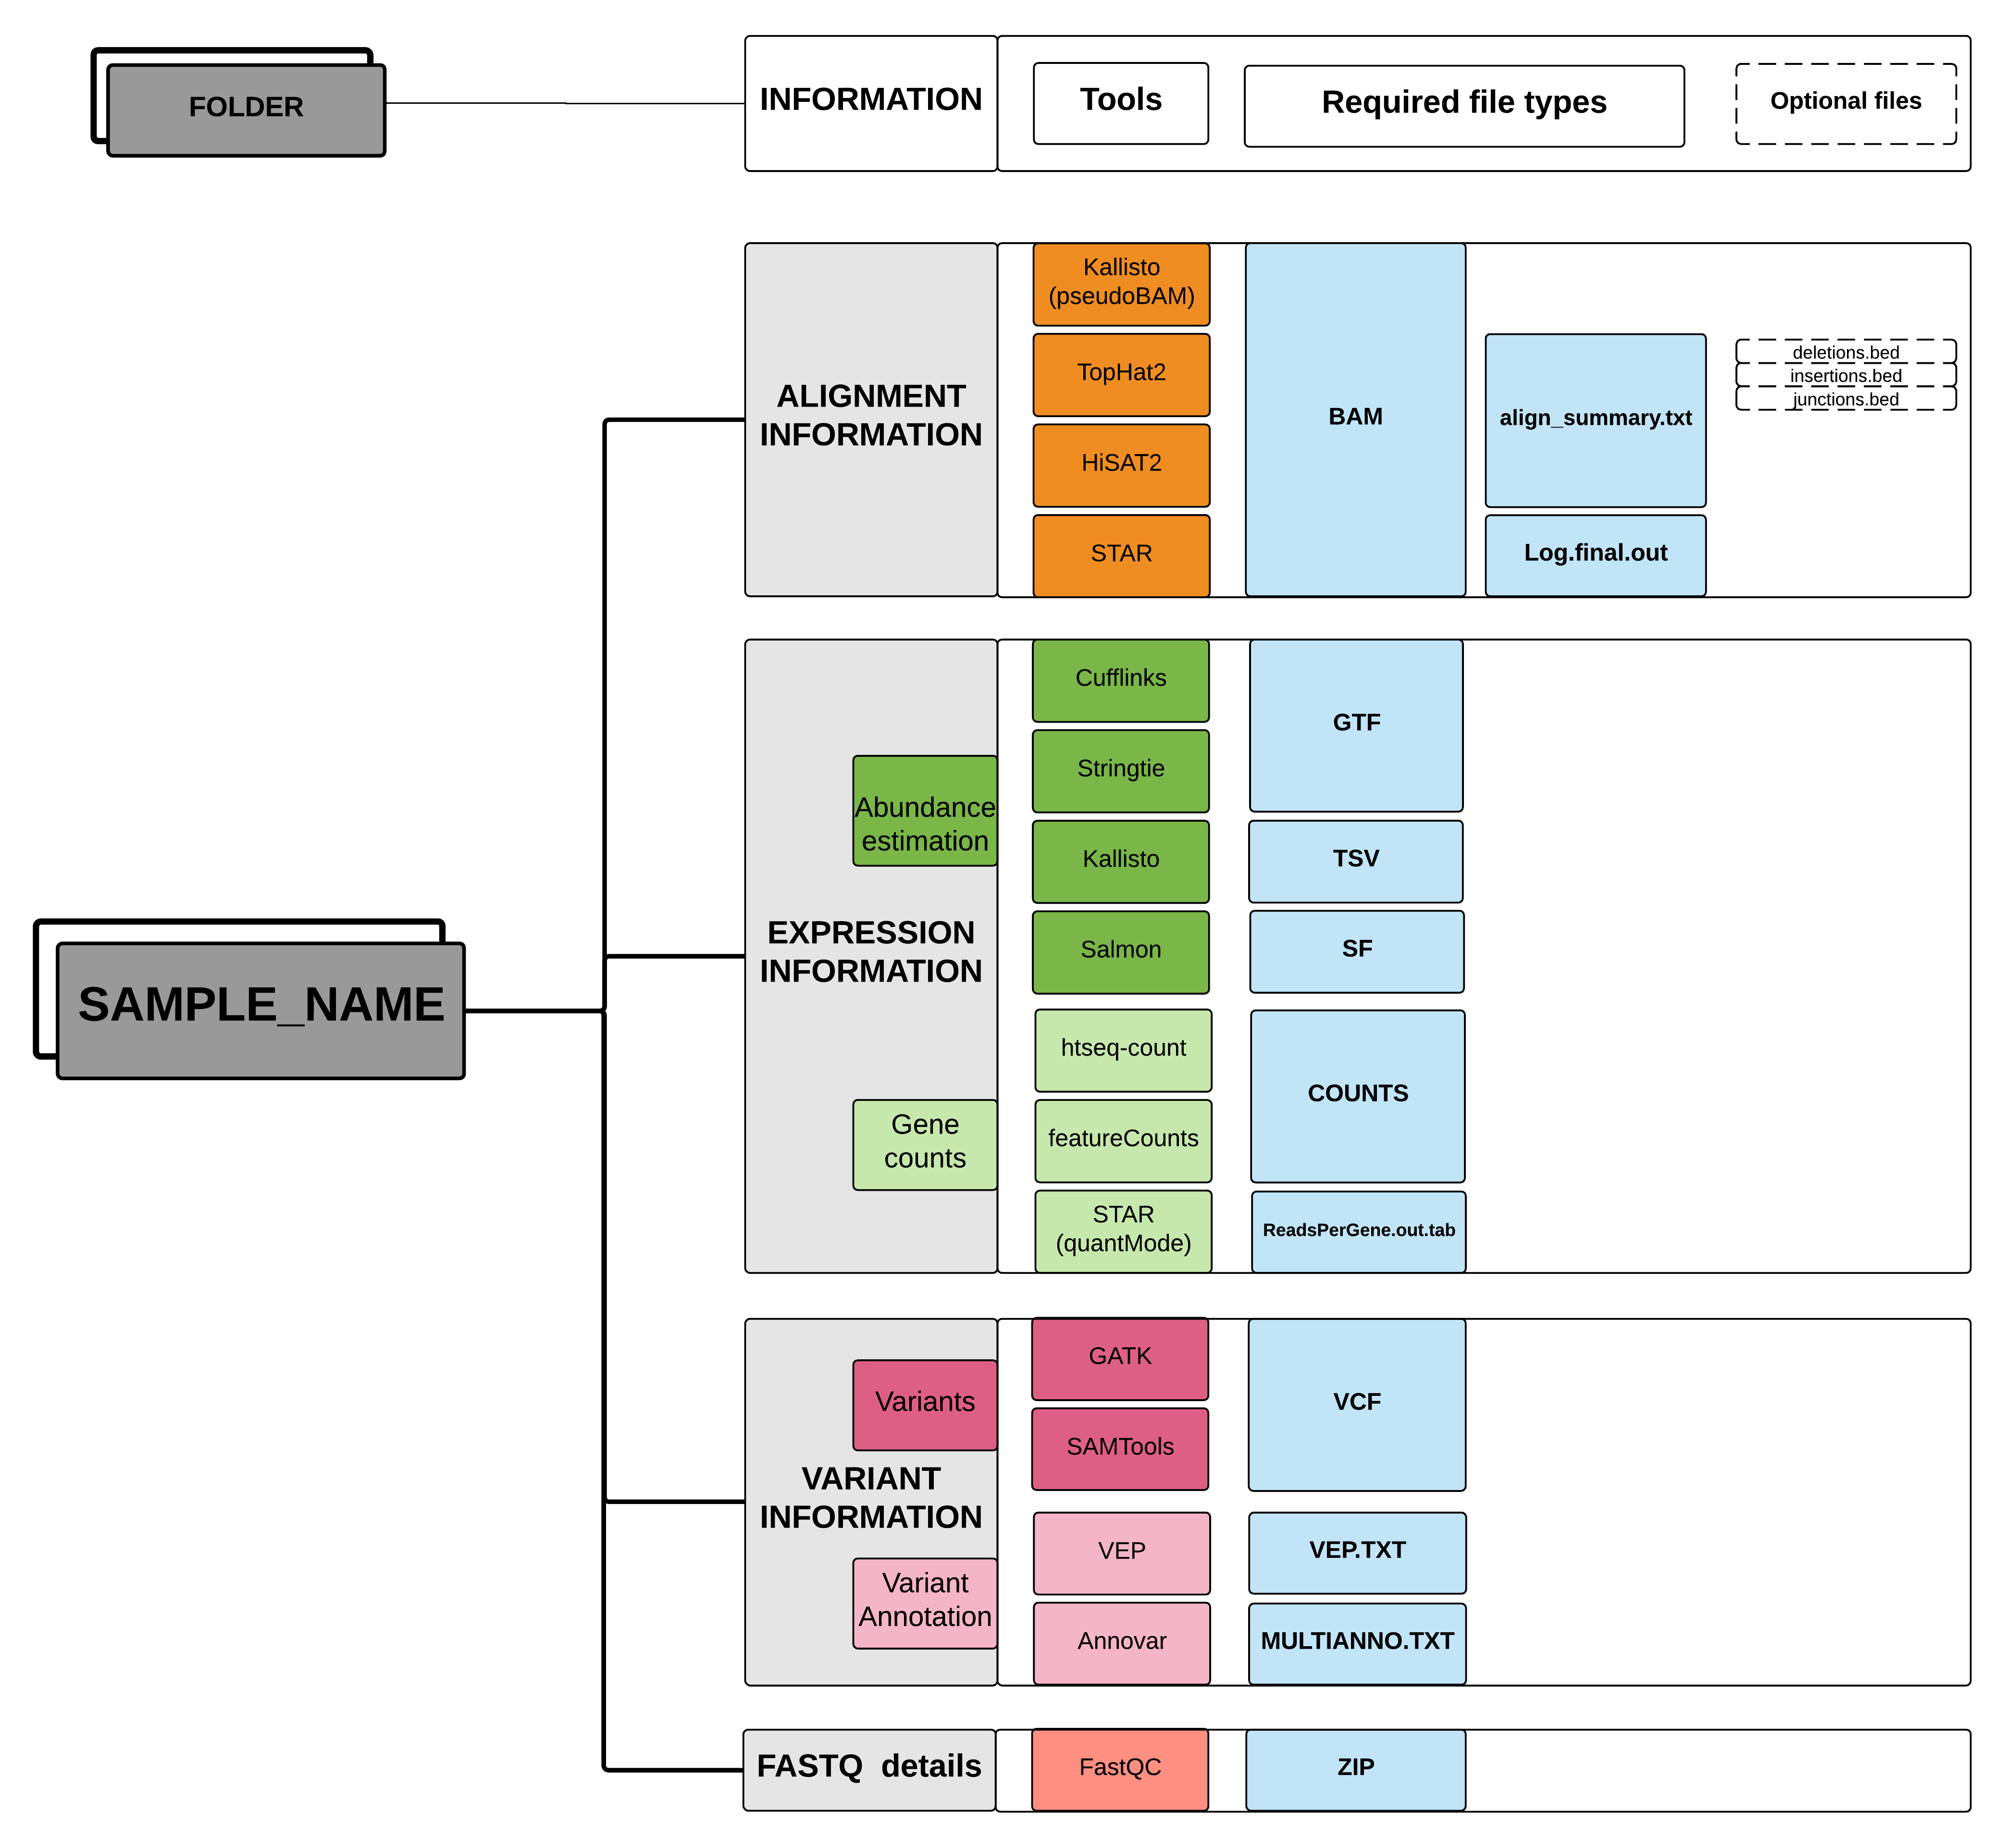 FOLDER
INFORMATION
Tools
Required file types
Optional files
ALIGNMENT
INFORMATION
Kallisto
(pseudoBAM)
TopHat2
HiSAT2
STAR
BAM
align_summary.txt
Log.final.out
deletions.bed
insertions.bed
junctions.bed
SAMPLE_NAME
EXPRESSION
INFORMATION
Abundance
estimation
Cufflinks
Stringtie
Kallisto
Salmon
GTF
TSV
SF
Gene
counts
htseq-count
featureCounts
STAR
(quantMode)
COUNTS
ReadsPerGene.out.tab
VARIANT
INFORMATION
Variants
GATK
SAMTools
VCF
Variant
Annotation
VEP
Annovar
VEP.TXT
MULTIANNO.TXT
FASTQ  details
FastQC
ZIP